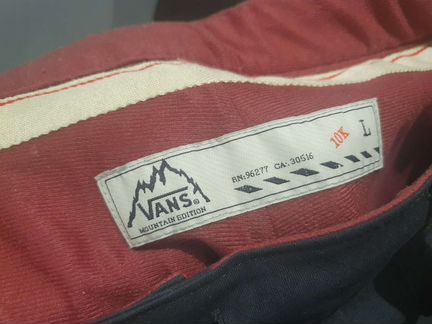 VANS®
MOUNTAIN EDITION
RN:96277 CA:30516
10K
L